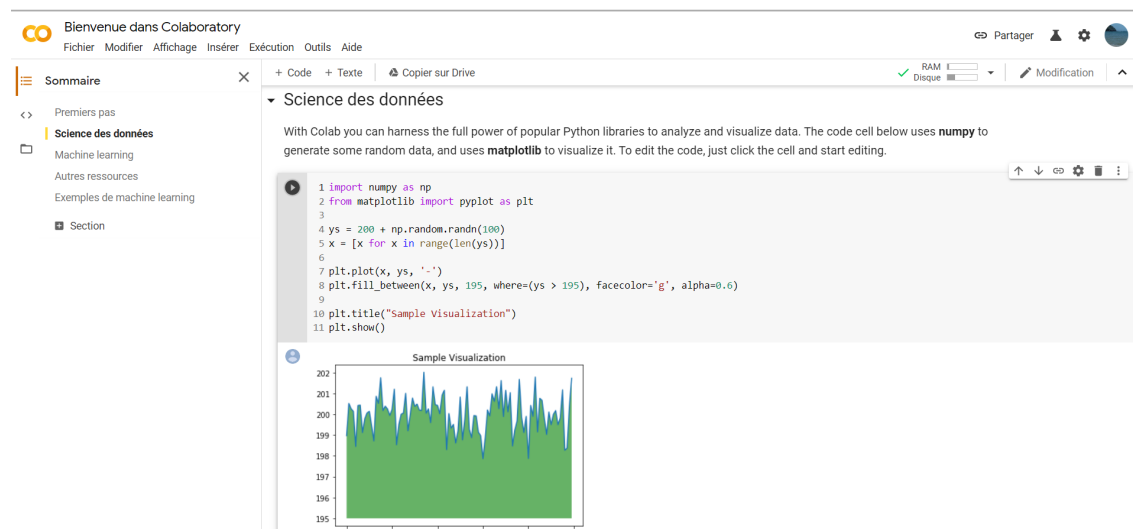 Bienvenue dans Colaboratory
Fichier Modifier Affichage Insérer Exécution Outils Aide
Partager
Sommaire
Premiers pas
Science des données
Machine learning
Autres ressources
Exemples de machine learning
Section
+ Code + Texte Copier sur Drive
RAM
Disque
Modification
Science des données
With Colab you can harness the full power of popular Python libraries to analyze and visualize data. The code cell below uses numpy to
generate some random data, and uses matplotlib to visualize it. To edit the code, just click the cell and start editing.
1 import numpy as np
2 from matplotlib import pyplot as plt
3
4 ys = 200 + np.random.randn(100)
5 x = [x for x in range(len(ys))]
6
7 plt.plot(x, ys, '-')
8 plt.fill_between(x, ys, 195, where=(ys > 195), facecolor='g', alpha=0.6)
9
10 plt.title("Sample Visualization")
11 plt.show()
Sample Visualization
202
201
200
199
198
197
196
195